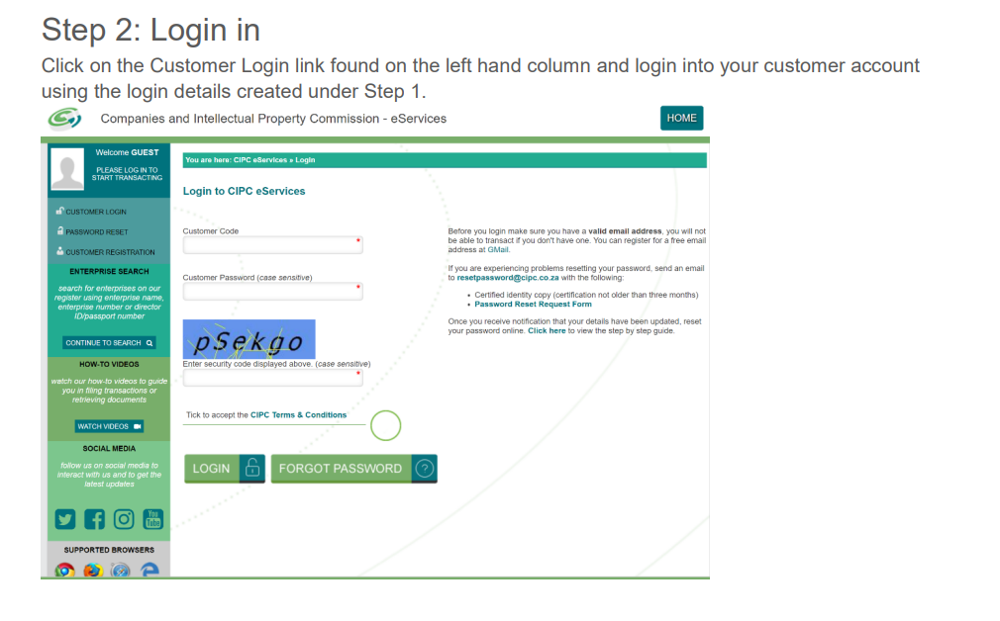 Step 2: Login in
Click on the Customer Login link found on the left hand column and login into your customer account
using the login details created under Step 1.
Companies and Intellectual Property Commission - eServices
HOME
Welcome GUEST
PLEASE LOG IN TO
START TRANSACTING
CUSTOMER LOGIN
PASSWORD RESET
CUSTOMER REGISTRATION
ENTERPRISE SEARCH
search for enterprises on our
register using enterprise name,
enterprise number or director
ID/passport number
CONTINUE TO SEARCH
HOW-TO VIDEOS
watch our how-to videos to guide
you in filing transactions or
retrieving documents
WATCH VIDEOS
SOCIAL MEDIA
follow us on social media to
interact with us and to get the
latest updates
You
Tube
SUPPORTED BROWSERS
You are here: CIPC eServices » Login
Login to CIPC eServices
Customer Code
*
Customer Password (case sensitive)
*
pSekgo
Enter security code displayed above. (case sensitive)
*
Tick to accept the CIPC Terms & Conditions
LOGIN
FORGOT PASSWORD ?
Before you login make sure you have a valid email address, you will not
be able to transact if you don't have one. You can register for a free email
address at GMail.
If you are experiencing problems resetting your password, send an email
to resetpassword@cipc.co.za with the following:
• Certified identity copy (certification not older than three months)
• Password Reset Request Form
Once you receive notification that your details have been updated, reset
your password online. Click here to view the step by step guide.